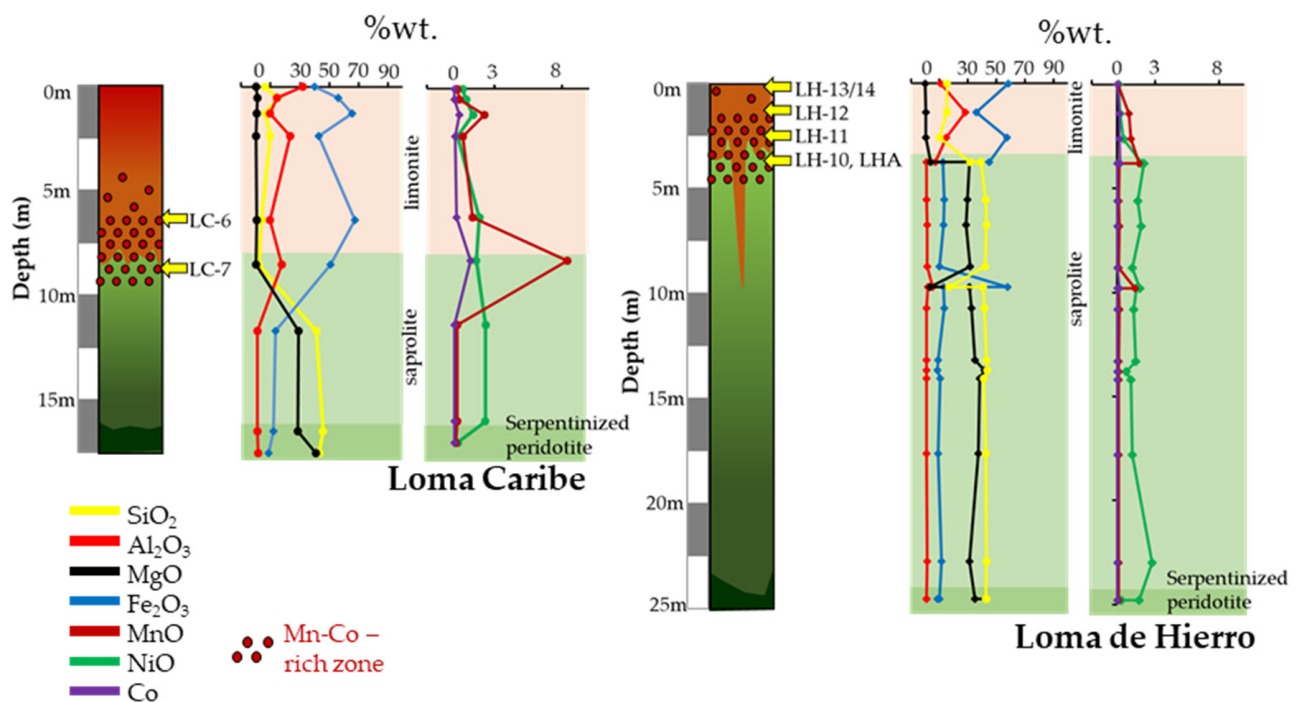 %wt.
0 30 50 70 90
0 3 8
0m
5m
10m
15m
Depth (m)
LC-6
LC-7
limonite
saprolite
Serpentinized
peridotite
Loma Caribe
%wt.
0 30 50 70 90
0 3 8
0m
5m
10m
15m
20m
25m
Depth (m)
LH-13/14
LH-12
LH-11
LH-10, LHA
limonite
saprolite
Serpentinized
peridotite
Loma de Hierro
SiO₂
Al₂O₃
MgO
Fe₂O₃
MnO
NiO
Co
Mn-Co –
rich zone